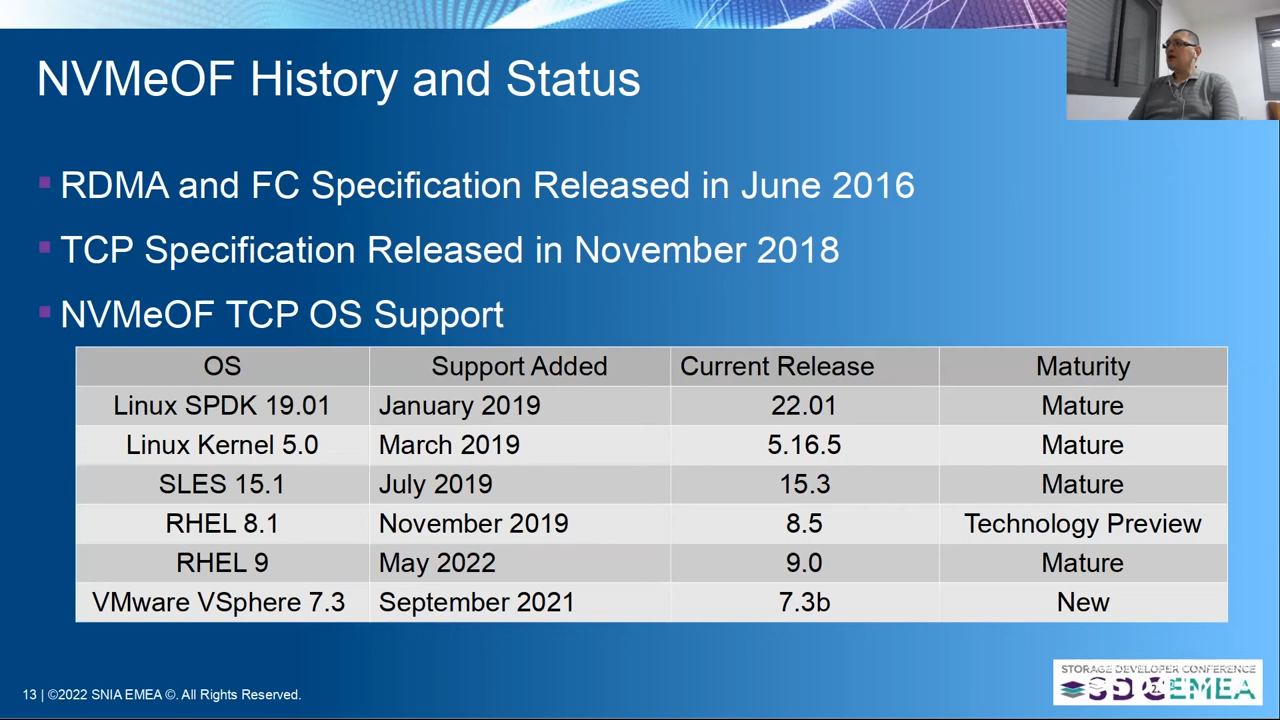 NVMeOF History and Status
RDMA and FC Specification Released in June 2016
TCP Specification Released in November 2018
NVMeOF TCP OS Support
OS Support Added Current Release Maturity
Linux SPDK 19.01 January 2019 22.01 Mature
Linux Kernel 5.0 March 2019 5.16.5 Mature
SLES 15.1 July 2019 15.3 Mature
RHEL 8.1 November 2019 8.5 Technology Preview
RHEL 9 May 2022 9.0 Mature
VMware VSphere 7.3 September 2021 7.3b New
13 | ©2022 SNIA EMEA ©. All Rights Reserved.
STORAGE DEVELOPER CONFERENCE
SDC EMEA